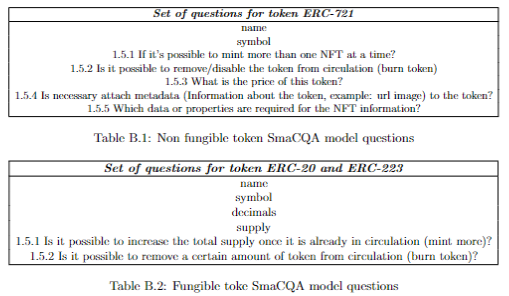 Set of questions for token ERC-721
name
symbol
1.5.1 If it's possible to mint more than one NFT at a time?
1.5.2 Is it possible to remove/disable the token from circulation (burn token)
1.5.3 What is the price of this token?
1.5.4 Is necessary attach metadata (Information about the token, example: url image) to the token?
1.5.5 Which data or properties are required for the NFT information?
Table B.1: Non fungible token SmaCQA model questions
Set of questions for token ERC-20 and ERC-223
name
symbol
decimals
supply
1.5.1 Is it possible to increase the total supply once it is already in circulation (mint more)?
1.5.2 Is it possible to remove a certain amount of token from circulation (burn token)?
Table B.2: Fungible toke SmaCQA model questions